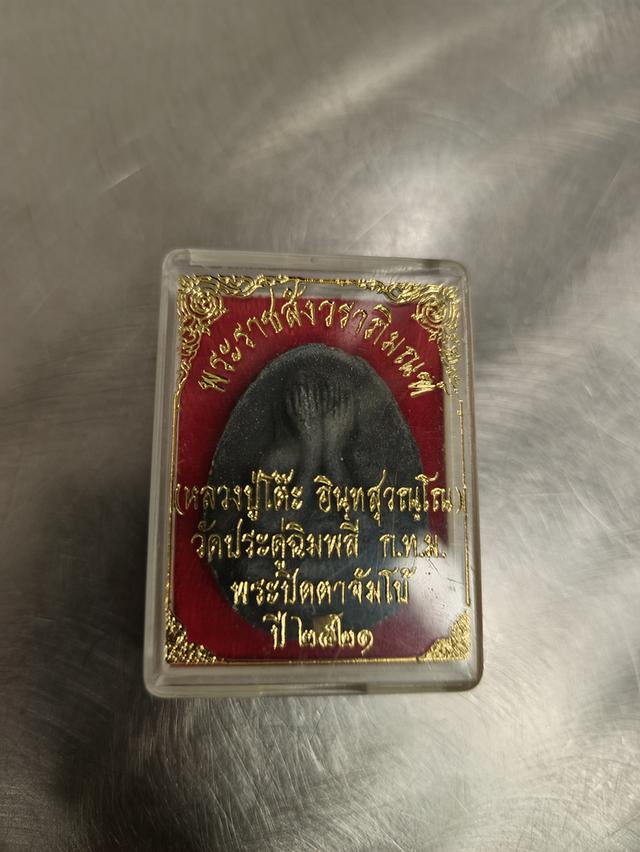 พระราชสังวราภิมณฑ์
(หลวงปู่โต๊ะ อินฺทสุวณฺโณ)
วัดประดู่ฉิมพลี ก.ท.ม.
พระปิดตาจัมโบ้
ปี ๒๕๒๑